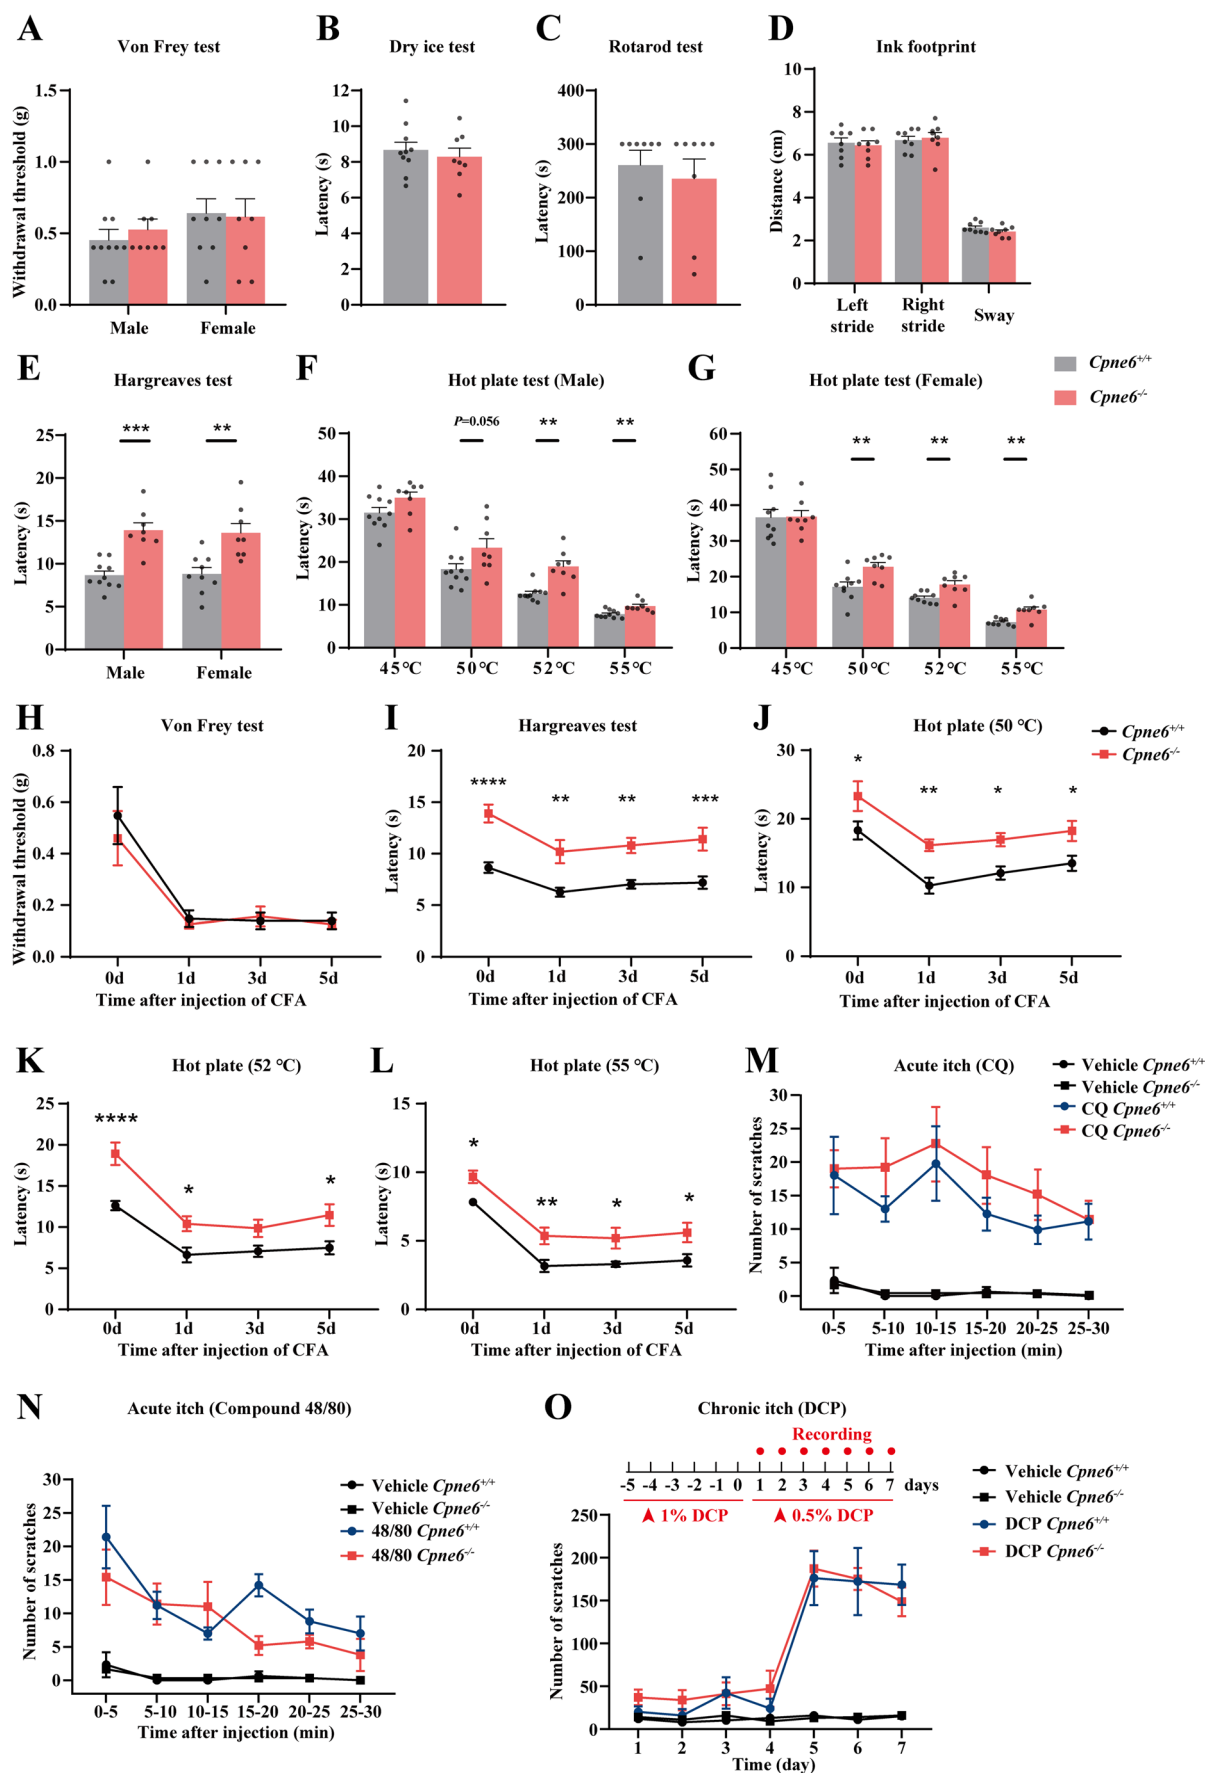 A
Von Frey test
Withdrawal threshold (g)
1.5
1.0
0.5
0.0
Male
Female
B
Dry ice test
Latency (s)
12
10
8
6
4
2
0
C
Rotarod test
Latency (s)
400
300
200
100
0
D
Ink footprint
Distance (cm)
10
8
6
4
2
0
Left stride
Right stride
Sway
E
Hargreaves test
Latency (s)
25
20
15
10
5
0
***
**
Male
Female
F
Hot plate test (Male)
Latency (s)
50
40
30
20
10
0
P=0.056
**
**
45℃
50℃
52℃
55℃
G
Hot plate test (Female)
Latency (s)
60
50
40
30
20
10
0
**
**
**
45℃
50℃
52℃
55℃
Cpne6+/+
Cpne6-/-
H
Von Frey test
Withdrawal threshold (g)
0.8
0.6
0.4
0.2
0.0
0d
1d
3d
5d
Time after injection of CFA
I
Hargreaves test
Latency (s)
20
15
10
5
0
****
**
**
***
0d
1d
3d
5d
Time after injection of CFA
J
Hot plate (50 ℃)
Latency (s)
30
20
10
0
*
**
*
*
0d
1d
3d
5d
Time after injection of CFA
Cpne6+/+
Cpne6-/-
K
Hot plate (52 ℃)
Latency (s)
25
20
15
10
5
0
****
*
*
0d
1d
3d
5d
Time after injection of CFA
L
Hot plate (55 ℃)
Latency (s)
15
10
5
0
*
**
*
*
0d
1d
3d
5d
Time after injection of CFA
M
Acute itch (CQ)
Vehicle Cpne6+/+
Vehicle Cpne6-/-
CQ Cpne6+/+
CQ Cpne6-/-
Number of scratches
30
25
20
15
10
5
0
0-5
5-10
10-15
15-20
20-25
25-30
Time after injection (min)
N
Acute itch (Compound 48/80)
Vehicle Cpne6+/+
Vehicle Cpne6-/-
48/80 Cpne6+/+
48/80 Cpne6-/-
Number of scratches
30
25
20
15
10
5
0
0-5
5-10
10-15
15-20
20-25
25-30
Time after injection (min)
O
Chronic itch (DCP)
Recording
-5 -4 -3 -2 -1 0 1 2 3 4 5 6 7 days
1% DCP
0.5% DCP
Vehicle Cpne6+/+
Vehicle Cpne6-/-
DCP Cpne6+/+
DCP Cpne6-/-
Number of scratches
250
200
150
100
50
0
1
2
3
4
5
6
7
Time (day)